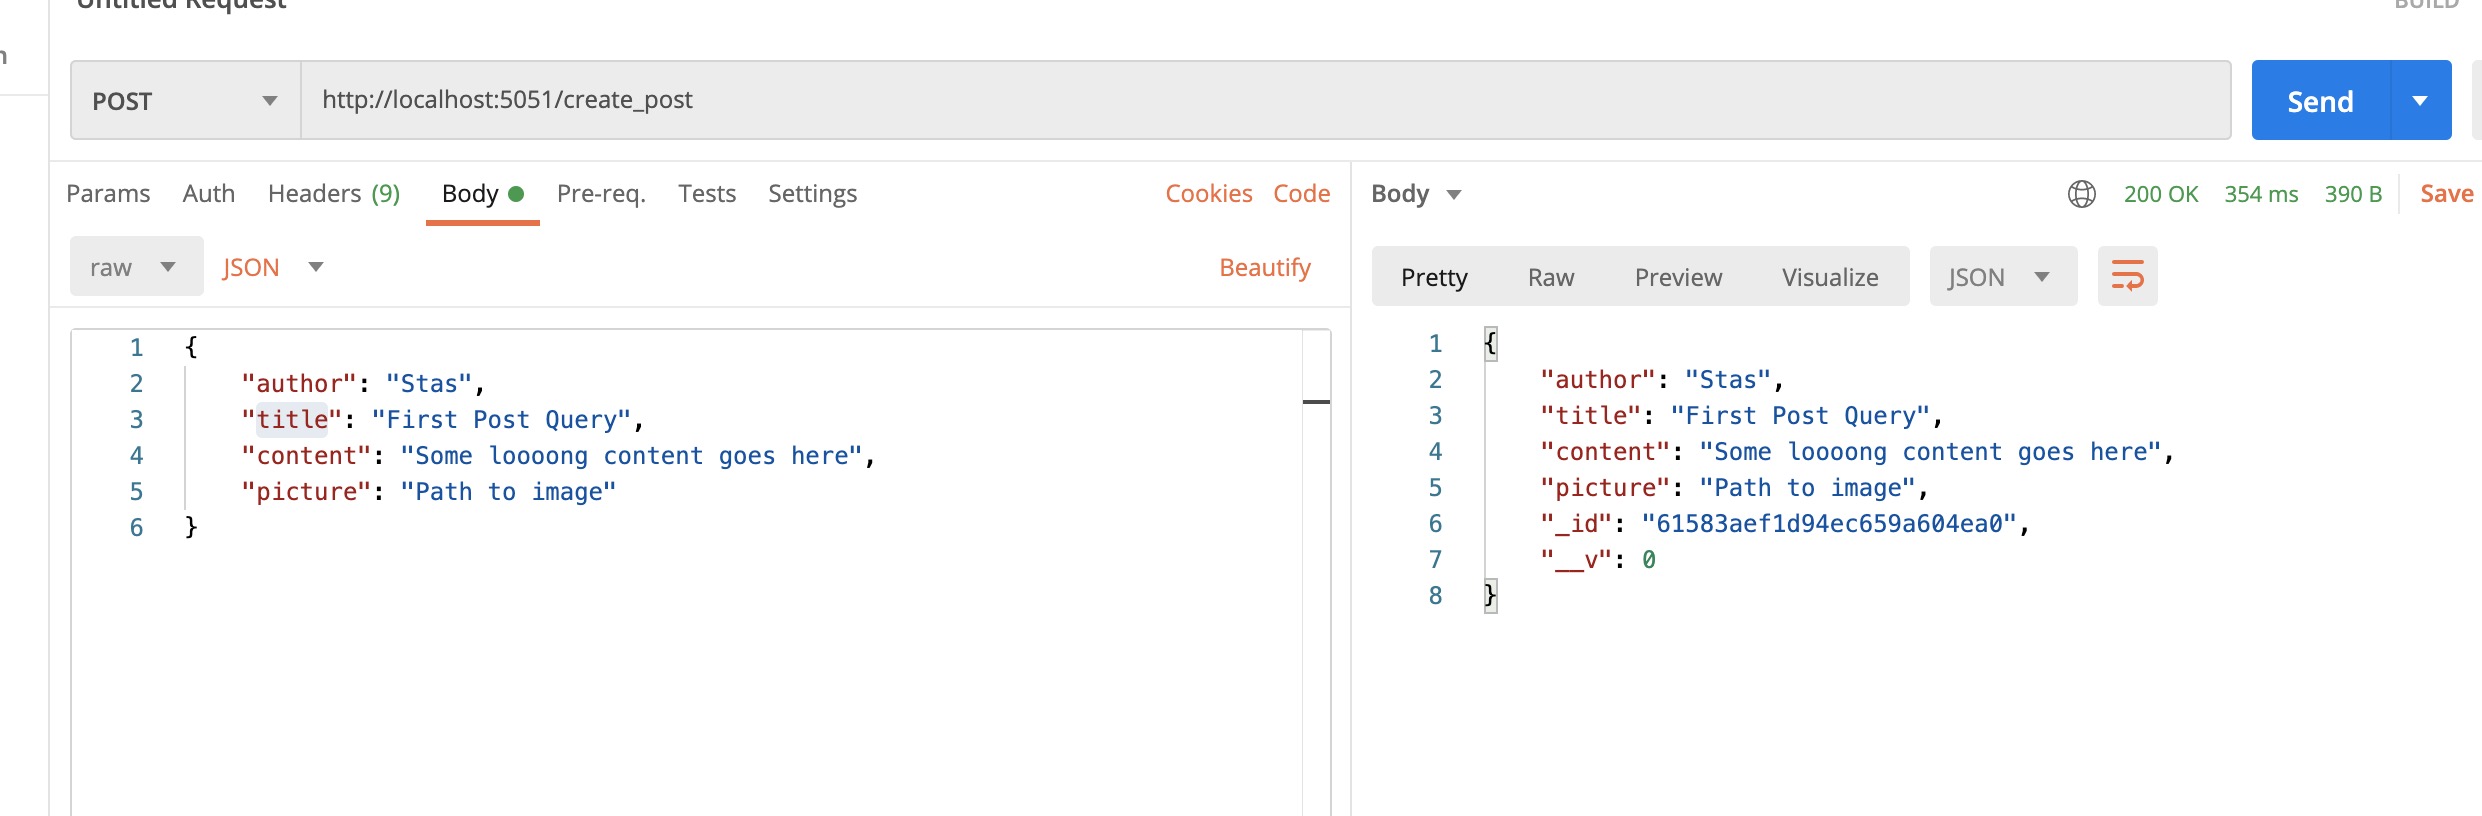 Untitled Request
BUILD
POST
http://localhost:5051/create_post
Send
Params Auth Headers (9) Body Pre-req. Tests Settings Cookies Code
raw JSON Beautify
1 {
2 "author": "Stas",
3 "title": "First Post Query",
4 "content": "Some loooong content goes here",
5 "picture": "Path to image"
6 }
Body 200 OK 354 ms 390 B Save
Pretty Raw Preview Visualize JSON
1 {
2 "author": "Stas",
3 "title": "First Post Query",
4 "content": "Some loooong content goes here",
5 "picture": "Path to image",
6 "_id": "61583aef1d94ec659a604ea0",
7 "__v": 0
8 }